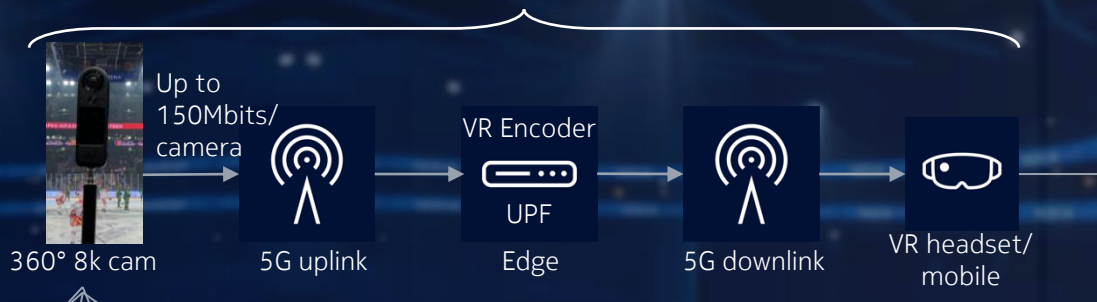 Up to
150Mbits/
camera
VR Encoder
UPF
360° 8k cam
5G uplink
Edge
5G downlink
VR headset/
mobile